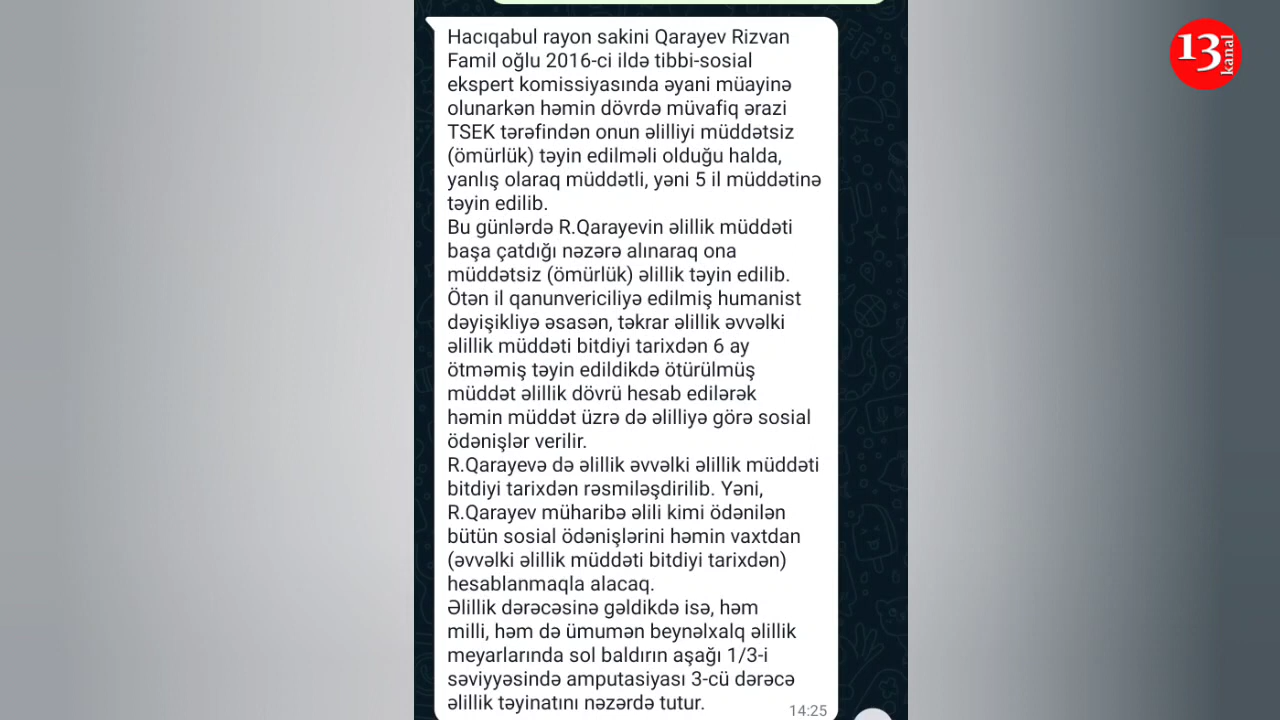 Hacıqabul rayon sakini Qarayev Rizvan
Famil oğlu 2016-ci ildə tibbi-sosial
ekspert komissiyasında əyani müayinə
olunarkən həmin dövrdə müvafiq ərazi
TSEK tərəfindən onun əlilliyi müddətsiz
(ömürlük) təyin edilməli olduğu halda,
yanlış olaraq müddətli, yəni 5 il müddətinə
təyin edilib.
Bu günlərdə R.Qarayevin əlillik müddəti
başa çatdığı nəzərə alınaraq ona
müddətsiz (ömürlük) əlillik təyin edilib.
Ötən il qanunvericiliyə edilmiş humanist
dəyişikliyə əsasən, təkrar əlillik əvvəlki
əlillik müddəti bitdiyi tarixdən 6 ay
ötməmiş təyin edildikdə ötürülmüş
müddət əlillik dövrü hesab edilərək
həmin müddət üzrə də əlilliyə görə sosial
ödənişlər verilir.
R.Qarayevə də əlillik əvvəlki əlillik müddəti
bitdiyi tarixdən rəsmiləşdirilib. Yəni,
R.Qarayev müharibə əlili kimi ödənilən
bütün sosial ödənişlərini həmin vaxtdan
(əvvəlki əlillik müddəti bitdiyi tarixdən)
hesablanmaqla alacaq.
Əlillik dərəcəsinə gəldikdə isə, həm
milli, həm də ümumən beynəlxalq əlillik
meyarlarında sol baldırın aşağı 1/3-i
səviyyəsində amputasiyası 3-cü dərəcə
əlillik təyinatını nəzərdə tutur.
14:25
13 kanal